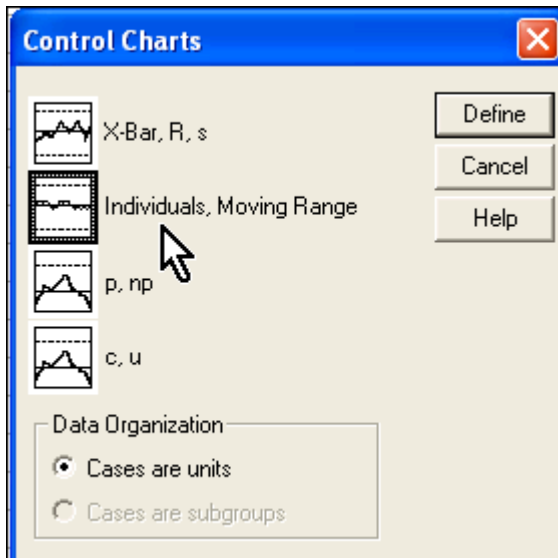 Control Charts
X-Bar, R, s
Define
Cancel
Individuals, Moving Range
Help
p, np
c, u
Data Organization
Cases are units
Cases are subgroups